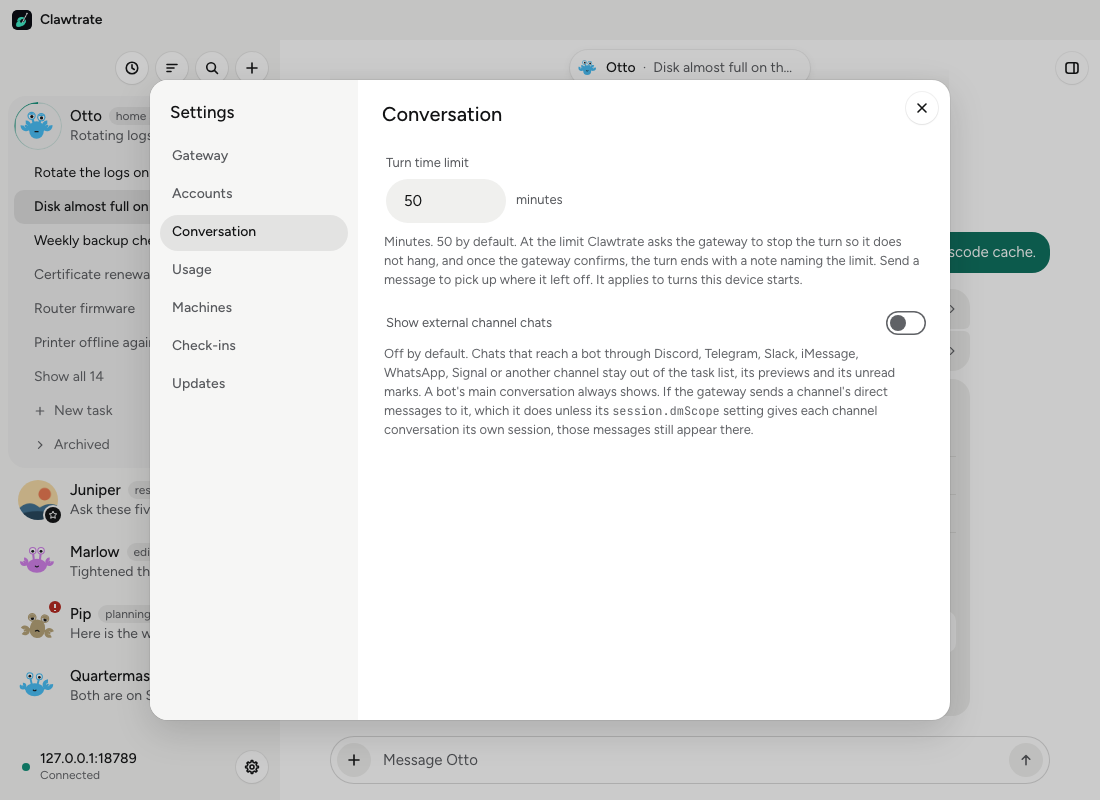 Clawtrate
Otto · Disk almost full on th...
Otto home
Rotating logs
Rotate the logs on
Disk almost full on
Weekly backup che
Certificate renewa
Router firmware
Printer offline agai
Show all 14
New task
Archived
Juniper res
Ask these fiv
Marlow edi
Tightened th
Pip planning
Here is the w
Quartermas
Both are on S
127.0.0.1:18789
Connected
Settings
Gateway
Accounts
Conversation
Usage
Machines
Check-ins
Updates
Conversation
Turn time limit
50 minutes
Minutes. 50 by default. At the limit Clawtrate asks the gateway to stop the turn so it does
not hang, and once the gateway confirms, the turn ends with a note naming the limit. Send a
message to pick up where it left off. It applies to turns this device starts.
Show external channel chats
Off by default. Chats that reach a bot through Discord, Telegram, Slack, iMessage,
WhatsApp, Signal or another channel stay out of the task list, its previews and its unread
marks. A bot's main conversation always shows. If the gateway sends a channel's direct
messages to it, which it does unless its session.dmScope setting gives each channel
conversation its own session, those messages still appear there.
scode cache.
Message Otto